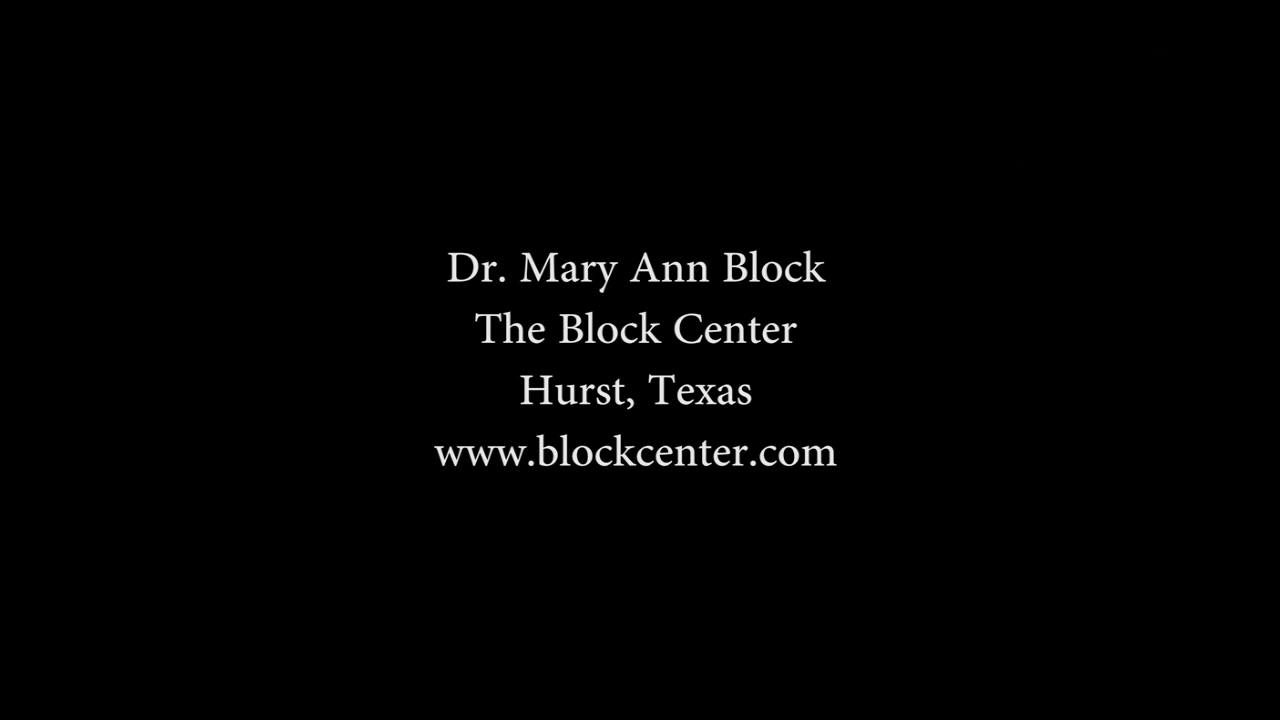 Dr. Mary Ann Block
The Block Center
Hurst, Texas
www.blockcenter.com